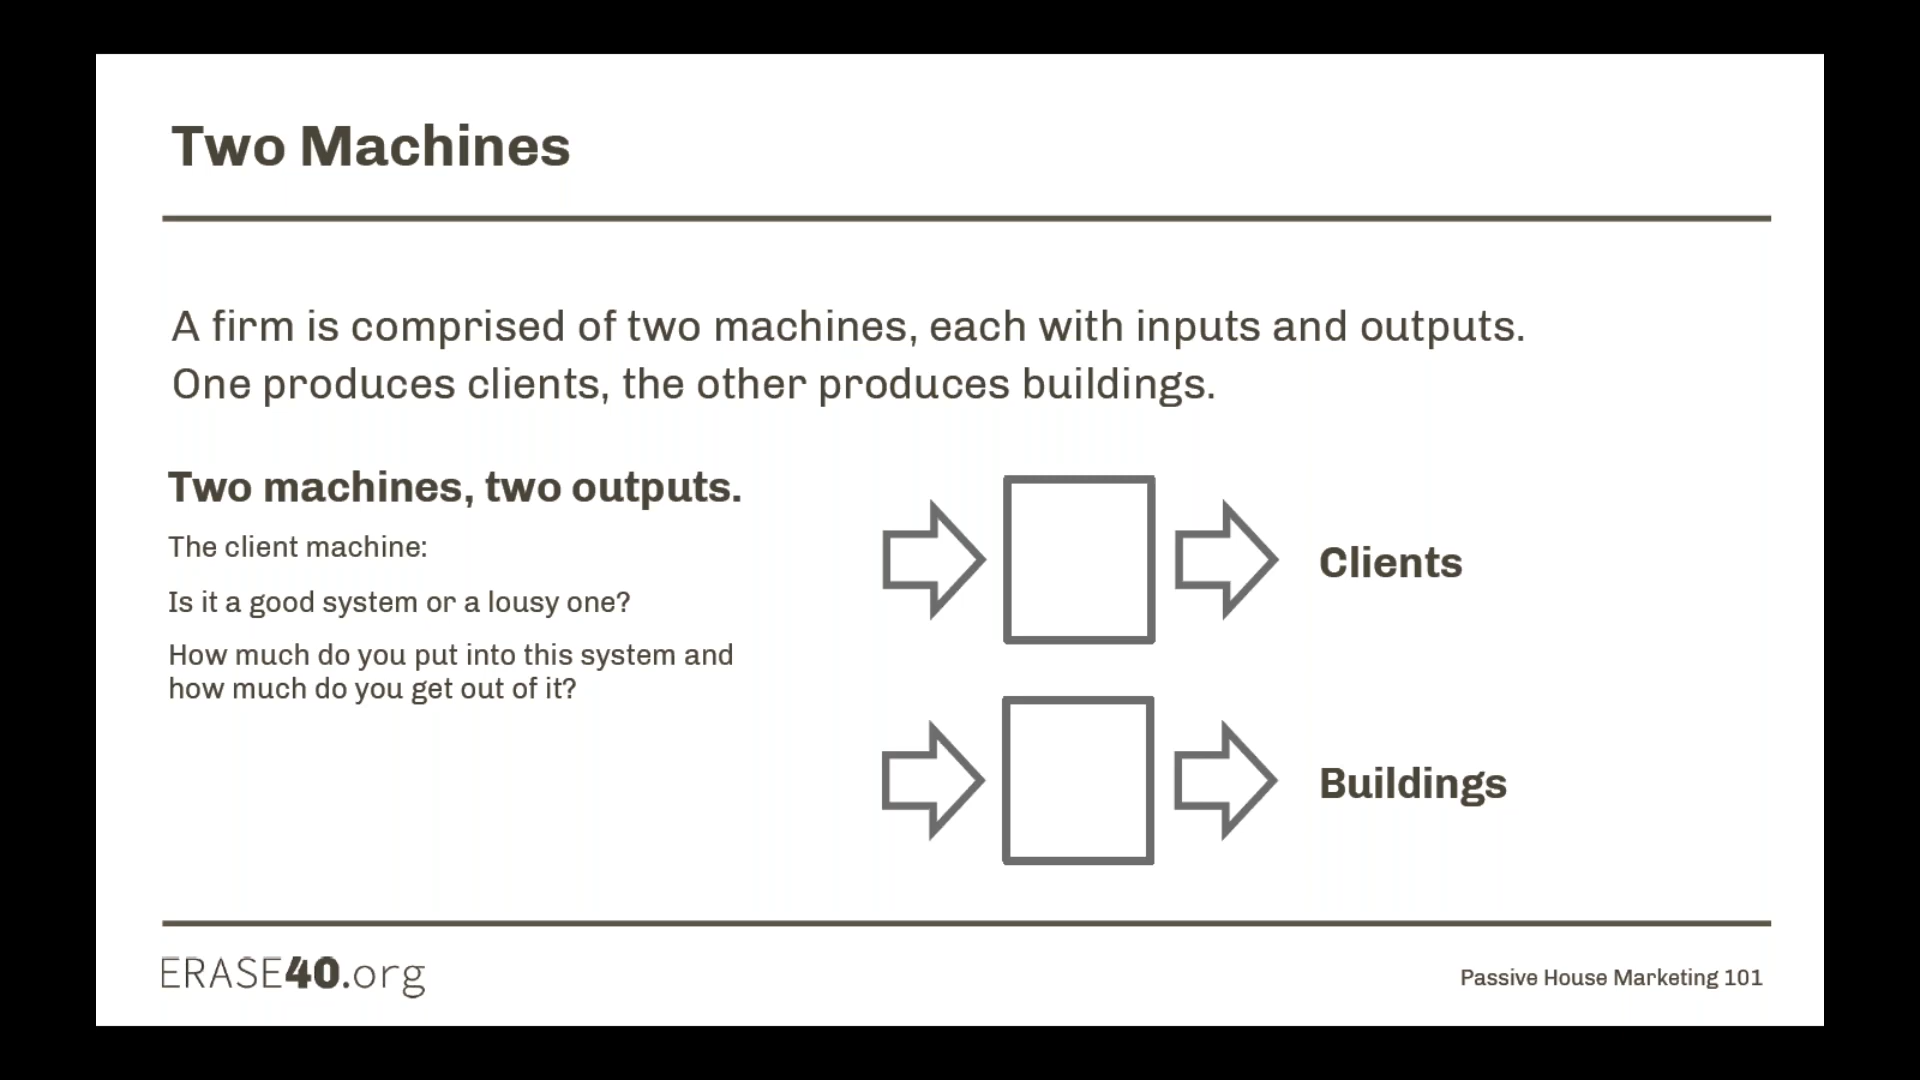 Two Machines
A firm is comprised of two machines, each with inputs and outputs.
One produces clients, the other produces buildings.
Two machines, two outputs.
The client machine:
Is it a good system or a lousy one?
How much do you put into this system and
how much do you get out of it?
Clients
Buildings
ERASE40.org
Passive House Marketing 101